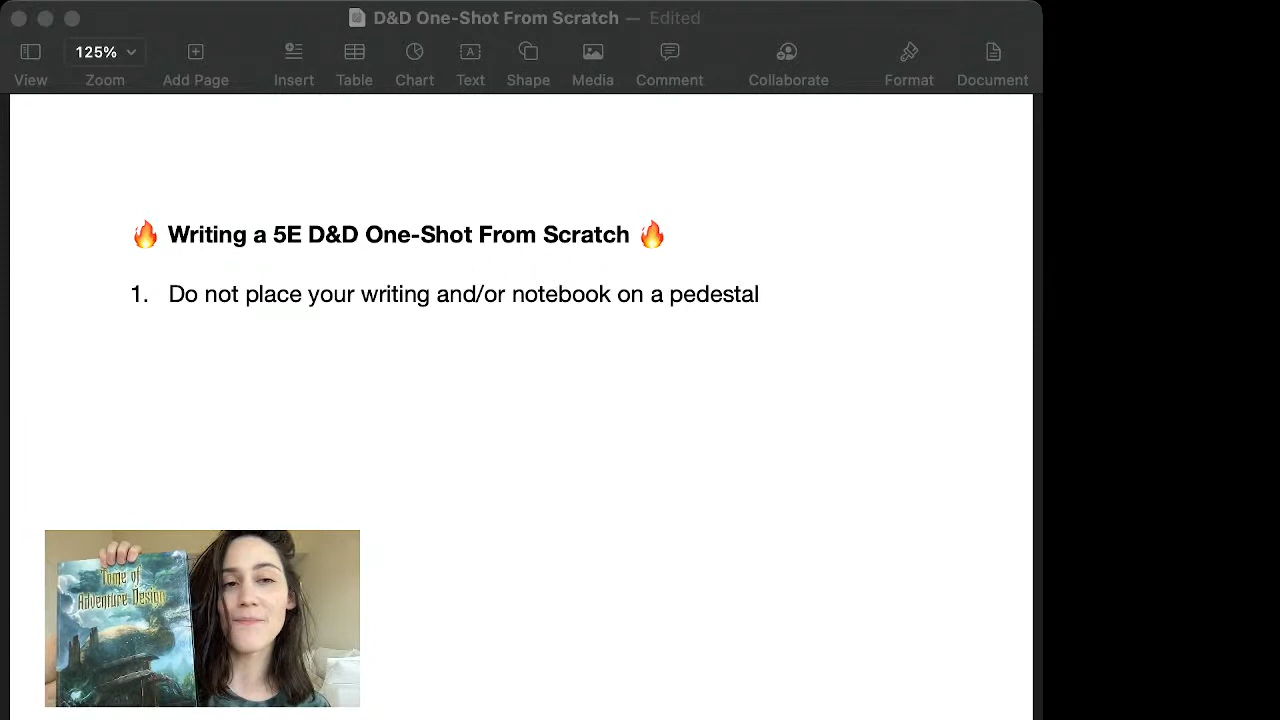 D&D One-Shot From Scratch — Edited
125%
View Zoom Add Page Insert Table Chart Text Shape Media Comment Collaborate Format Document
🔥 Writing a 5E D&D One-Shot From Scratch 🔥
1. Do not place your writing and/or notebook on a pedestal
Tome of
Adventure Design